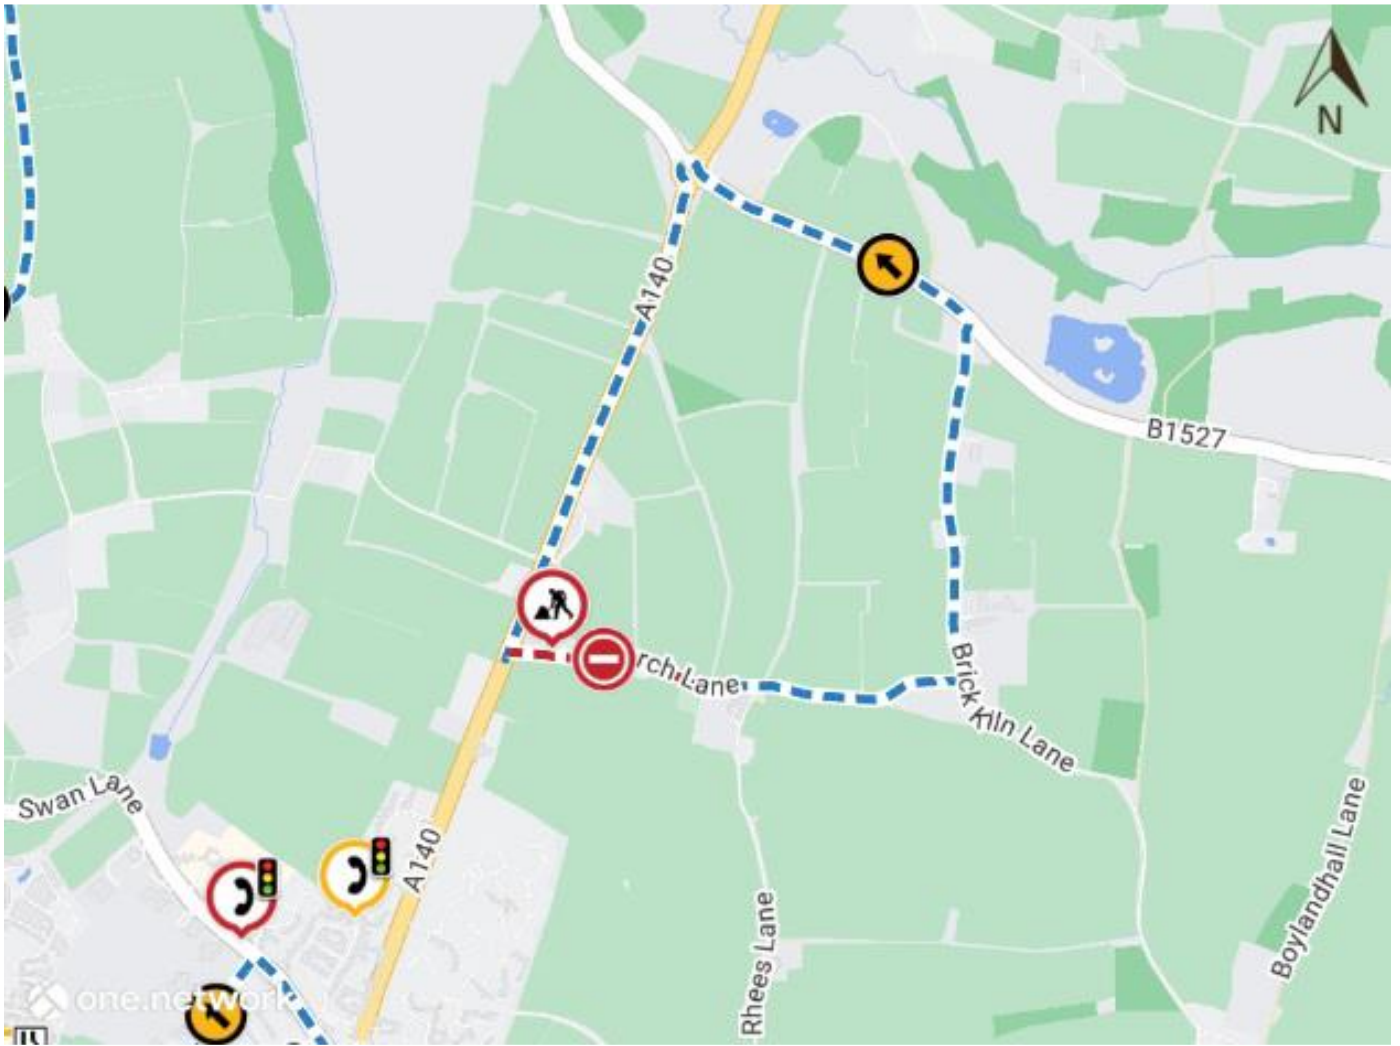 N
A140
B1527
rch Lane
Brick Kiln Lane
Swan Lane
A140
Boylandhall Lane
Rhees Lane
one.network